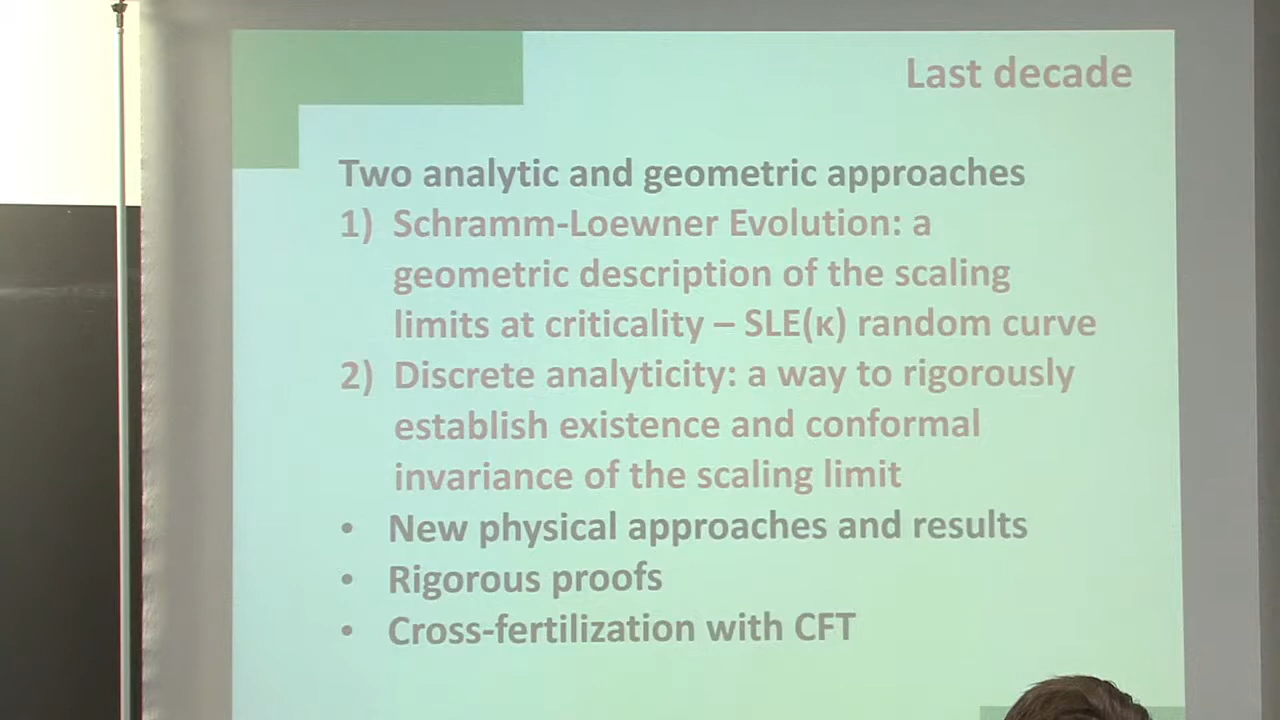 Last decade
Two analytic and geometric approaches
1) Schramm-Loewner Evolution: a
geometric description of the scaling
limits at criticality – SLE(κ) random curve
2) Discrete analyticity: a way to rigorously
establish existence and conformal
invariance of the scaling limit
• New physical approaches and results
• Rigorous proofs
• Cross-fertilization with CFT